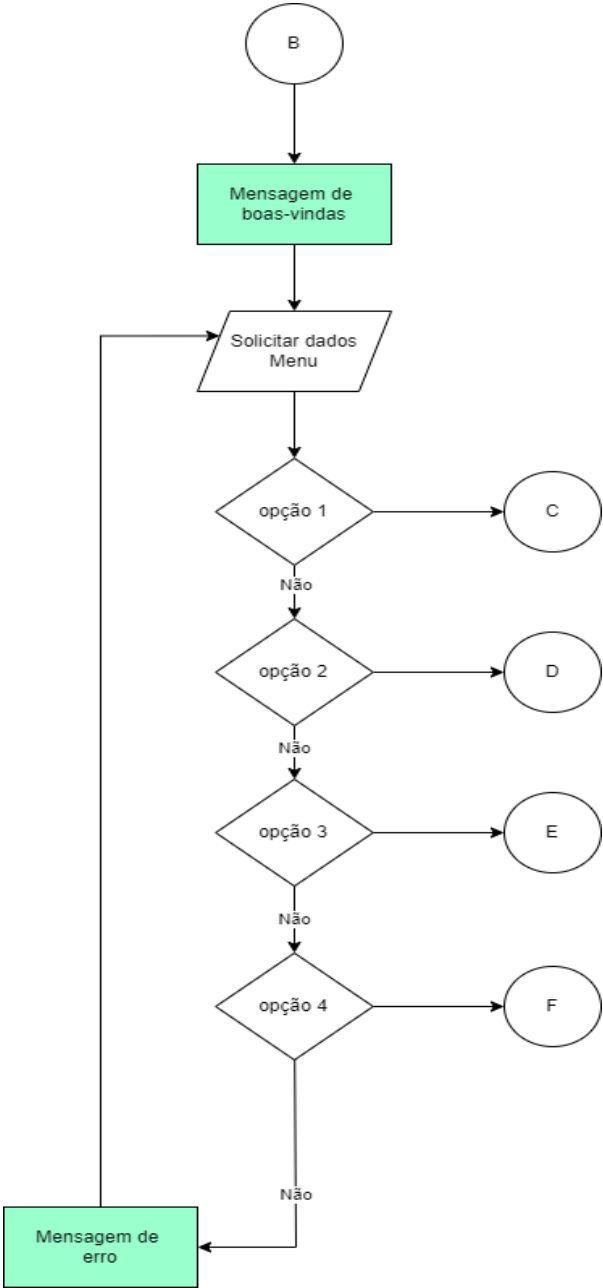 B
Mensagem de
boas-vindas
Solicitar dados
Menu
opção 1
C
Não
opção 2
D
Não
opção 3
E
Não
opção 4
F
Não
Mensagem de
erro